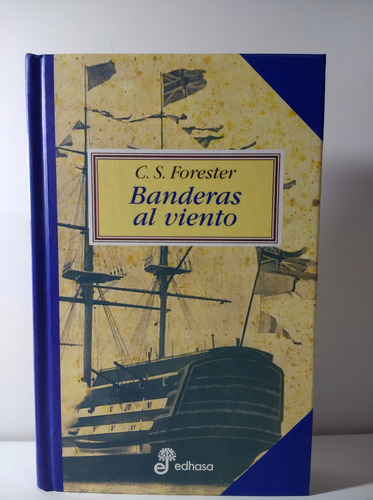 C. S. Forester
Banderas
al viento
edhasa